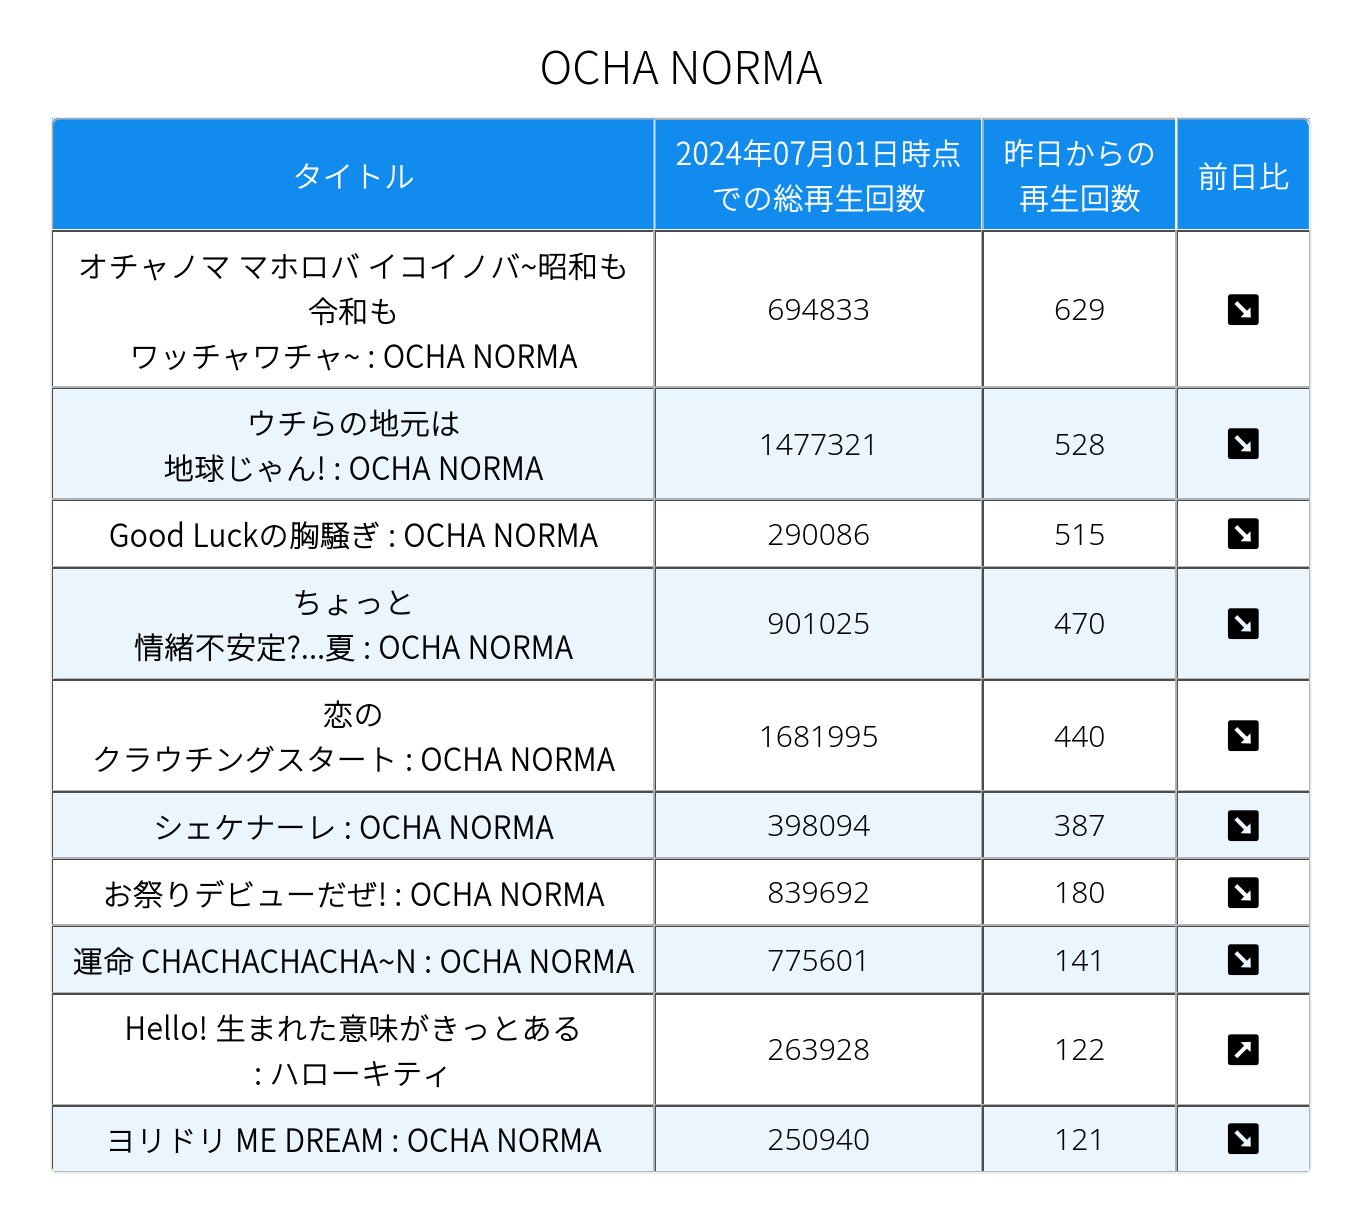 OCHA NORMA
タイトル
2024年07月01日時点
での総再生回数
昨日からの
再生回数
前日比
オチャノマ マホロバ イコイノバ~昭和も
令和も
ワッチャワチャ~ : OCHA NORMA
694833
629
ウチらの地元は
地球じゃん! : OCHA NORMA
1477321
528
Good Luckの胸騒ぎ : OCHA NORMA
290086
515
ちょっと
情緒不安定?...夏 : OCHA NORMA
901025
470
恋の
クラウチングスタート : OCHA NORMA
1681995
440
シェケナーレ : OCHA NORMA
398094
387
お祭りデビューだぜ! : OCHA NORMA
839692
180
運命 CHACHACHACHA~N : OCHA NORMA
775601
141
Hello! 生まれた意味がきっとある
: ハローキティ
263928
122
ヨリドリ ME DREAM : OCHA NORMA
250940
121